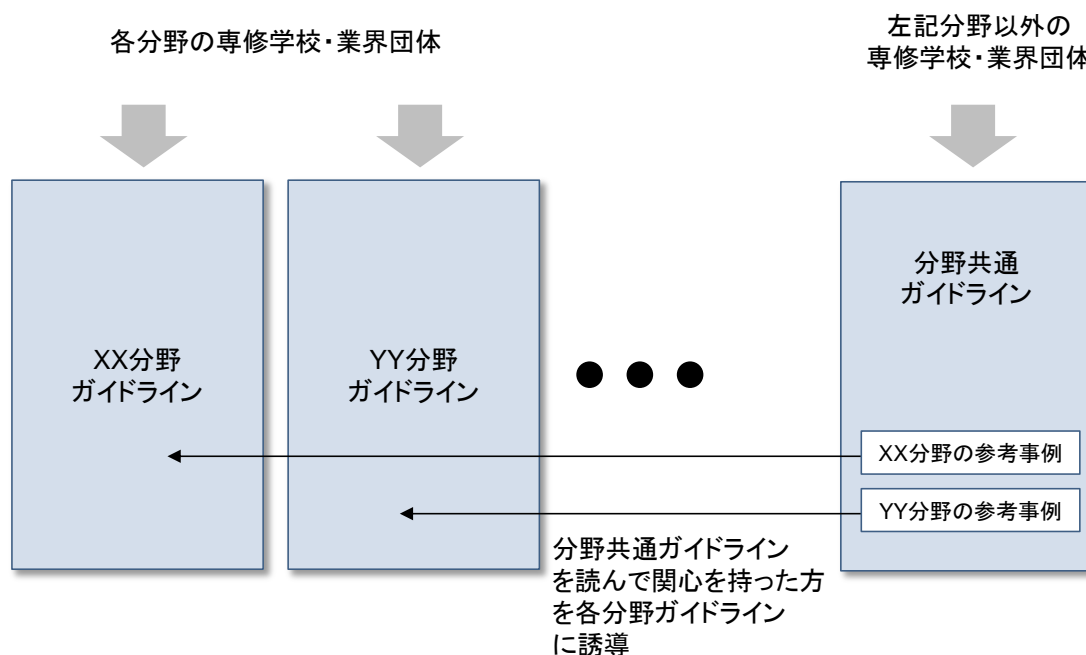 各分野の専修学校・業界団体
左記分野以外の
専修学校・業界団体
XX分野
ガイドライン
YY分野
ガイドライン
●●●
分野共通
ガイドライン
XX分野の参考事例
YY分野の参考事例
分野共通ガイドライン
を読んで関心を持った方
を各分野ガイドライン
に誘導